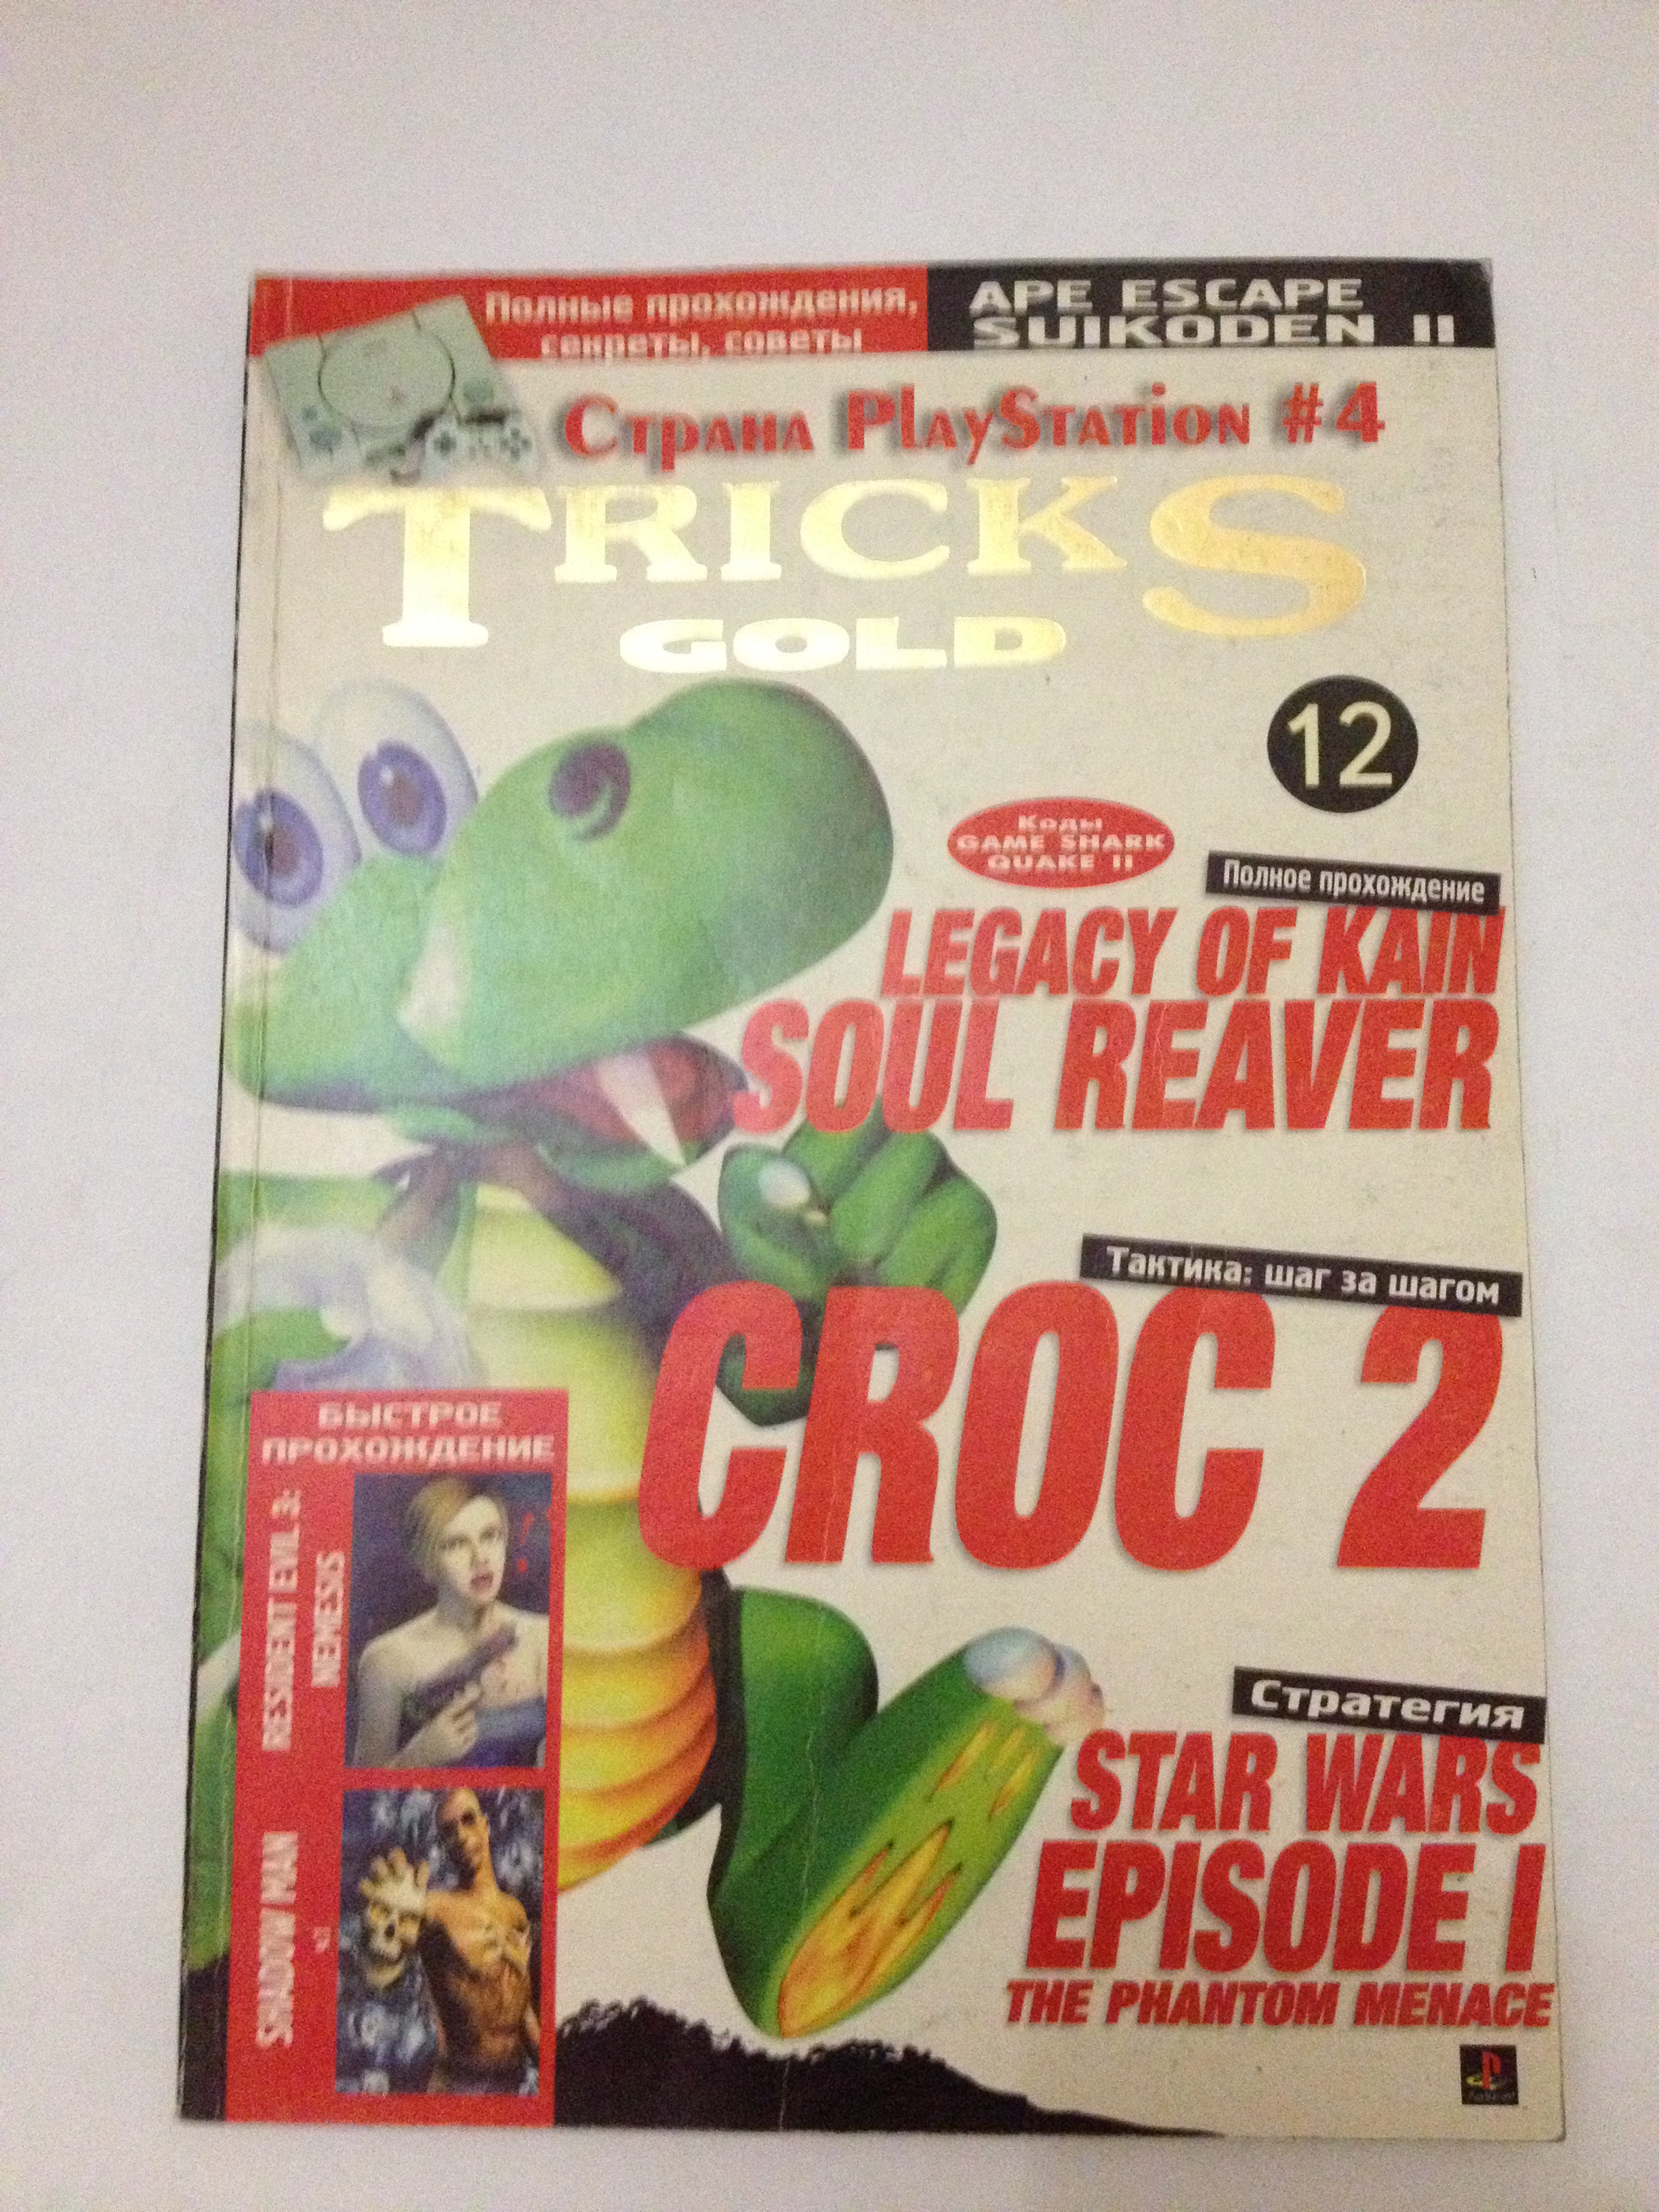 Полные прохождения,
секреты, советы
APE ESCAPE
SUIKODEN II
Страна PlayStation #4
TRICKS
GOLD
12
Коды
GAME SHARK
QUAKE II
Полное прохождение
LEGACY OF KAIN
SOUL REAVER
Тактика: шаг за шагом
CROC 2
БЫСТРОЕ
ПРОХОЖДЕНИЕ
RESIDENT EVIL 3:
NEMESIS
SHADOW MAN
ч.1
Стратегия
STAR WARS
EPISODE I
THE PHANTOM MENACE